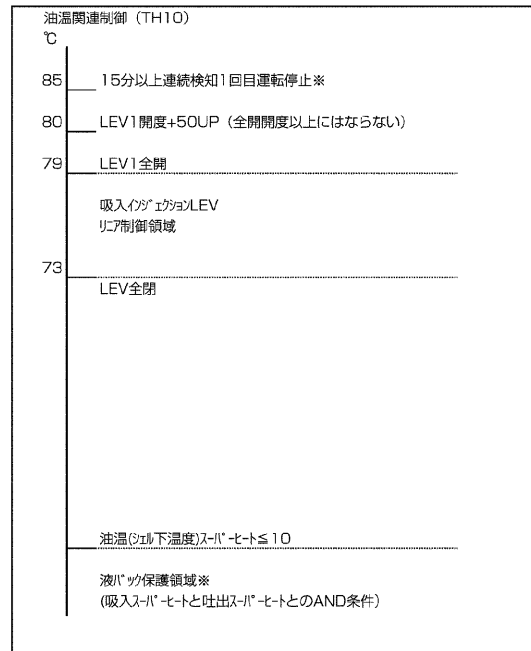 油温関連制御（TH10）
℃
85 15分以上連続検知1回目運転停止※
80 LEV1開度+50UP（全開開度以上にはならない）
79 LEV1全開
吸入ｲﾝｼﾞｪｸｼｮﾝLEV
ﾘﾆｱ制御領域
73
LEV全閉
油温(ｼｪﾙ下温度)ｽｰﾊﾟｰﾋｰﾄ≦10
液ﾊﾞｯｸ保護領域※
(吸入ｽｰﾊﾟｰﾋｰﾄと吐出ｽｰﾊﾟｰﾋｰﾄとのAND条件)